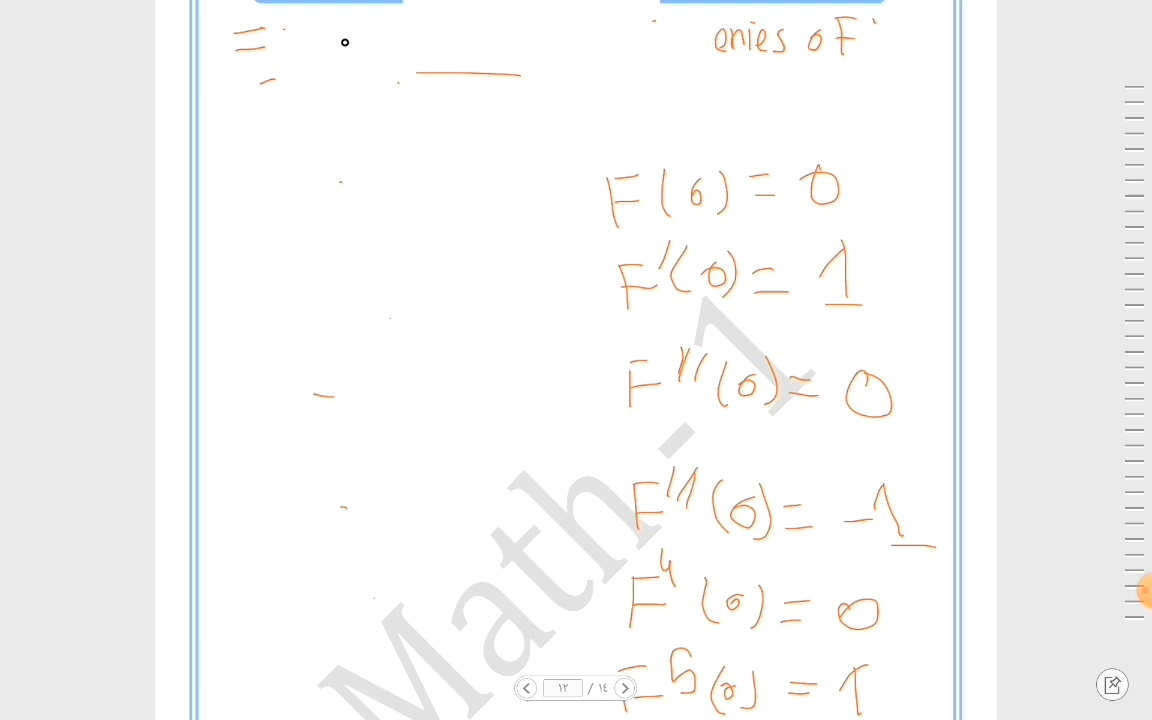 = enies oF
F(0) = 0
F'(0) = 1
F''(0) = 0
F'''(0) = -1
F⁴(0) = 0
F⁵(0) = 1
Math - 1
١٢ / ١٤